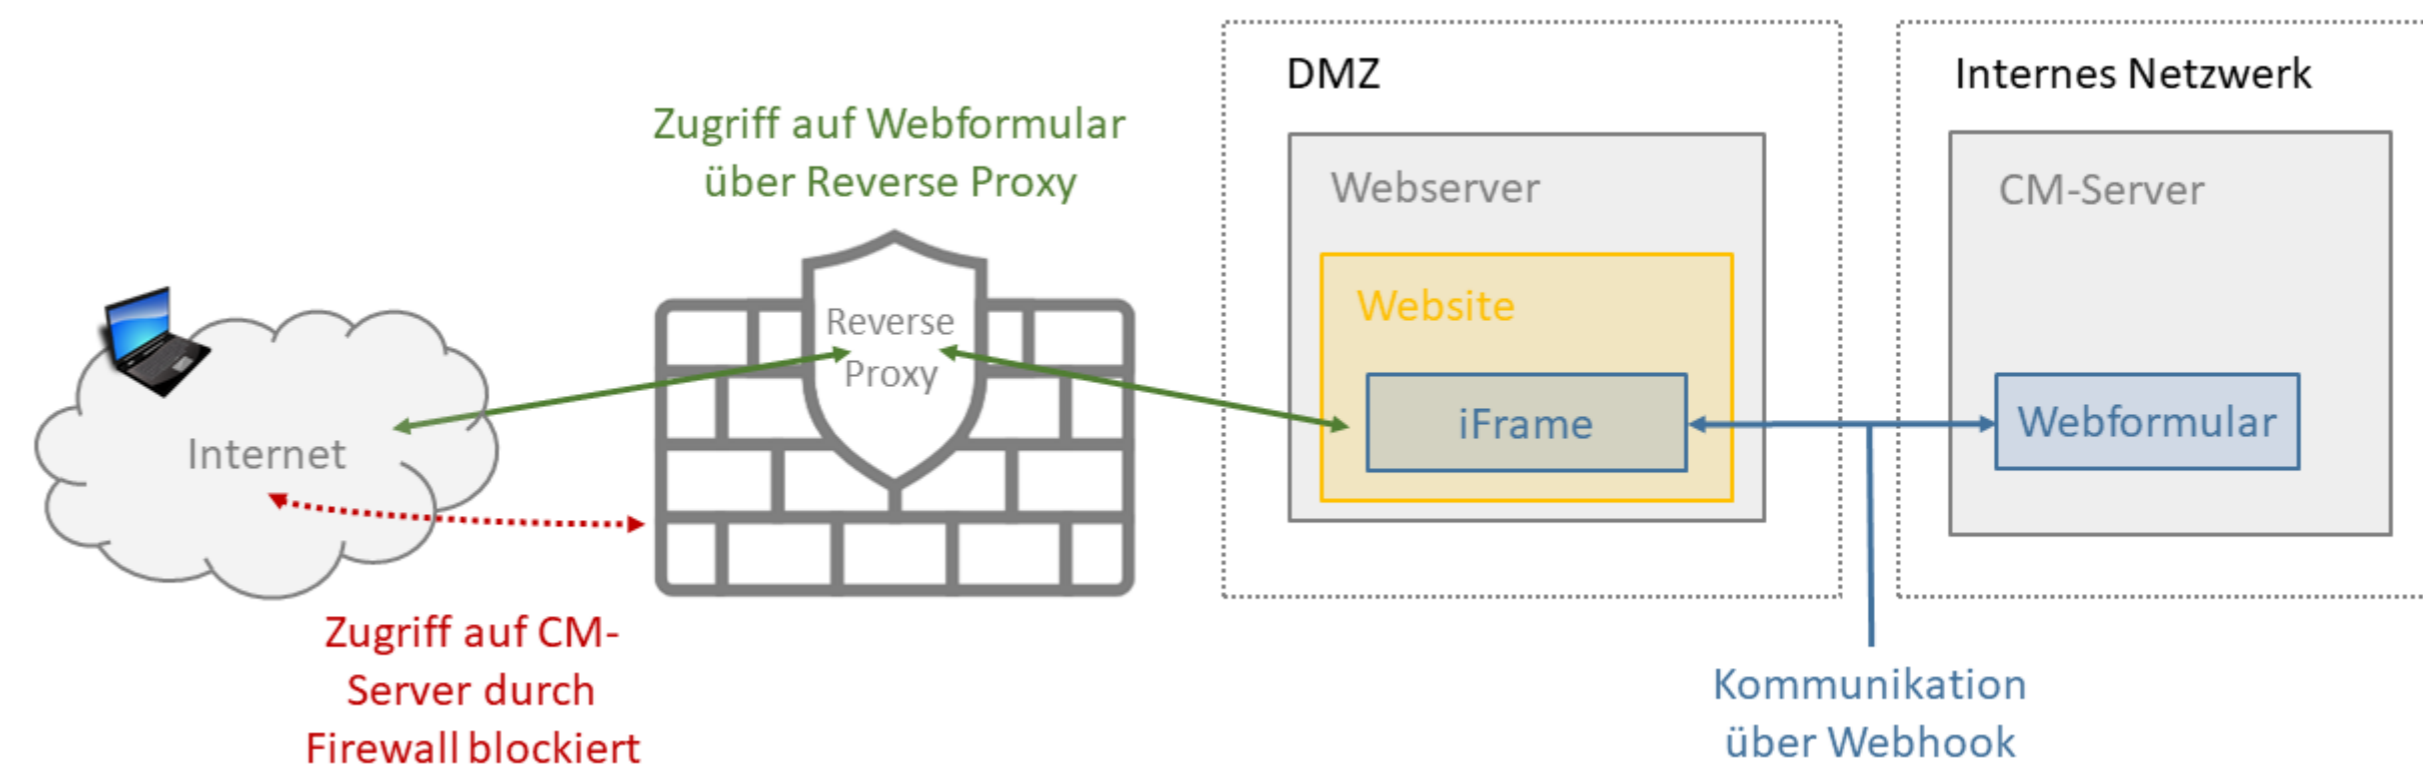 DMZ
Internes Netzwerk
Zugriff auf Webformular
über Reverse Proxy
Webserver
CM-Server
Website
Reverse
Proxy
iFrame
Webformular
Internet
Zugriff auf CM-
Server durch
Firewall blockiert
Kommunikation
über Webhook